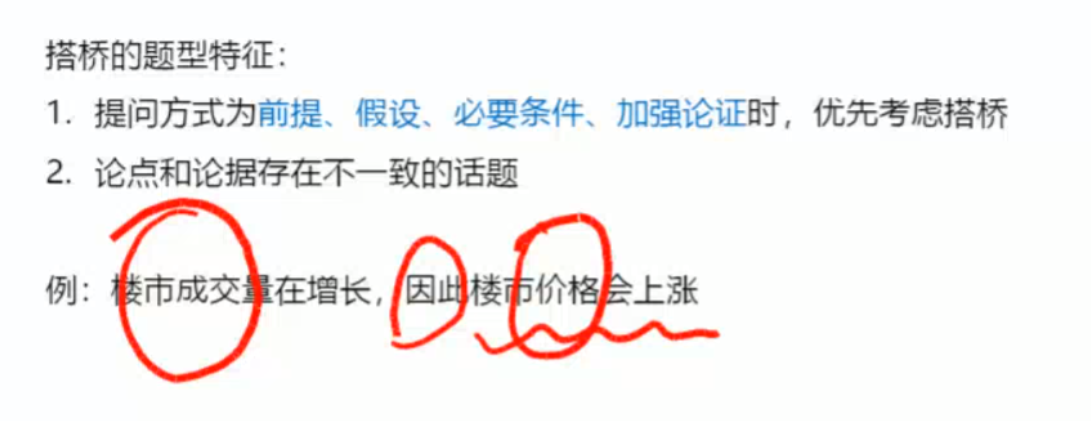 搭桥的题型特征：
1. 提问方式为前提、假设、必要条件、加强论证时，优先考虑搭桥
2. 论点和论据存在不一致的话题
例：楼市成交量在增长，因此楼市价格会上涨